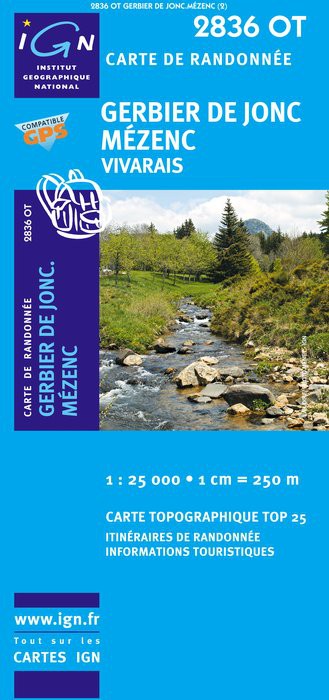 2836 OT GERBIER DE JONC.MÉZENC (2)
2836 OT
IGN
INSTITUT
GEOGRAPHIQUE
NATIONAL
CARTE DE RANDONNÉE
COMPATIBLE
GPS
GERBIER DE JONC
MÉZENC
VIVARAIS
2836 OT
CARTE DE RANDONNÉE
GERBIER DE JONC.
MÉZENC
1 : 25 000 • 1 cm = 250 m
CARTE TOPOGRAPHIQUE TOP 25
ITINÉRAIRES DE RANDONNÉE
INFORMATIONS TOURISTIQUES
www.ign.fr
Tout sur les
CARTES IGN